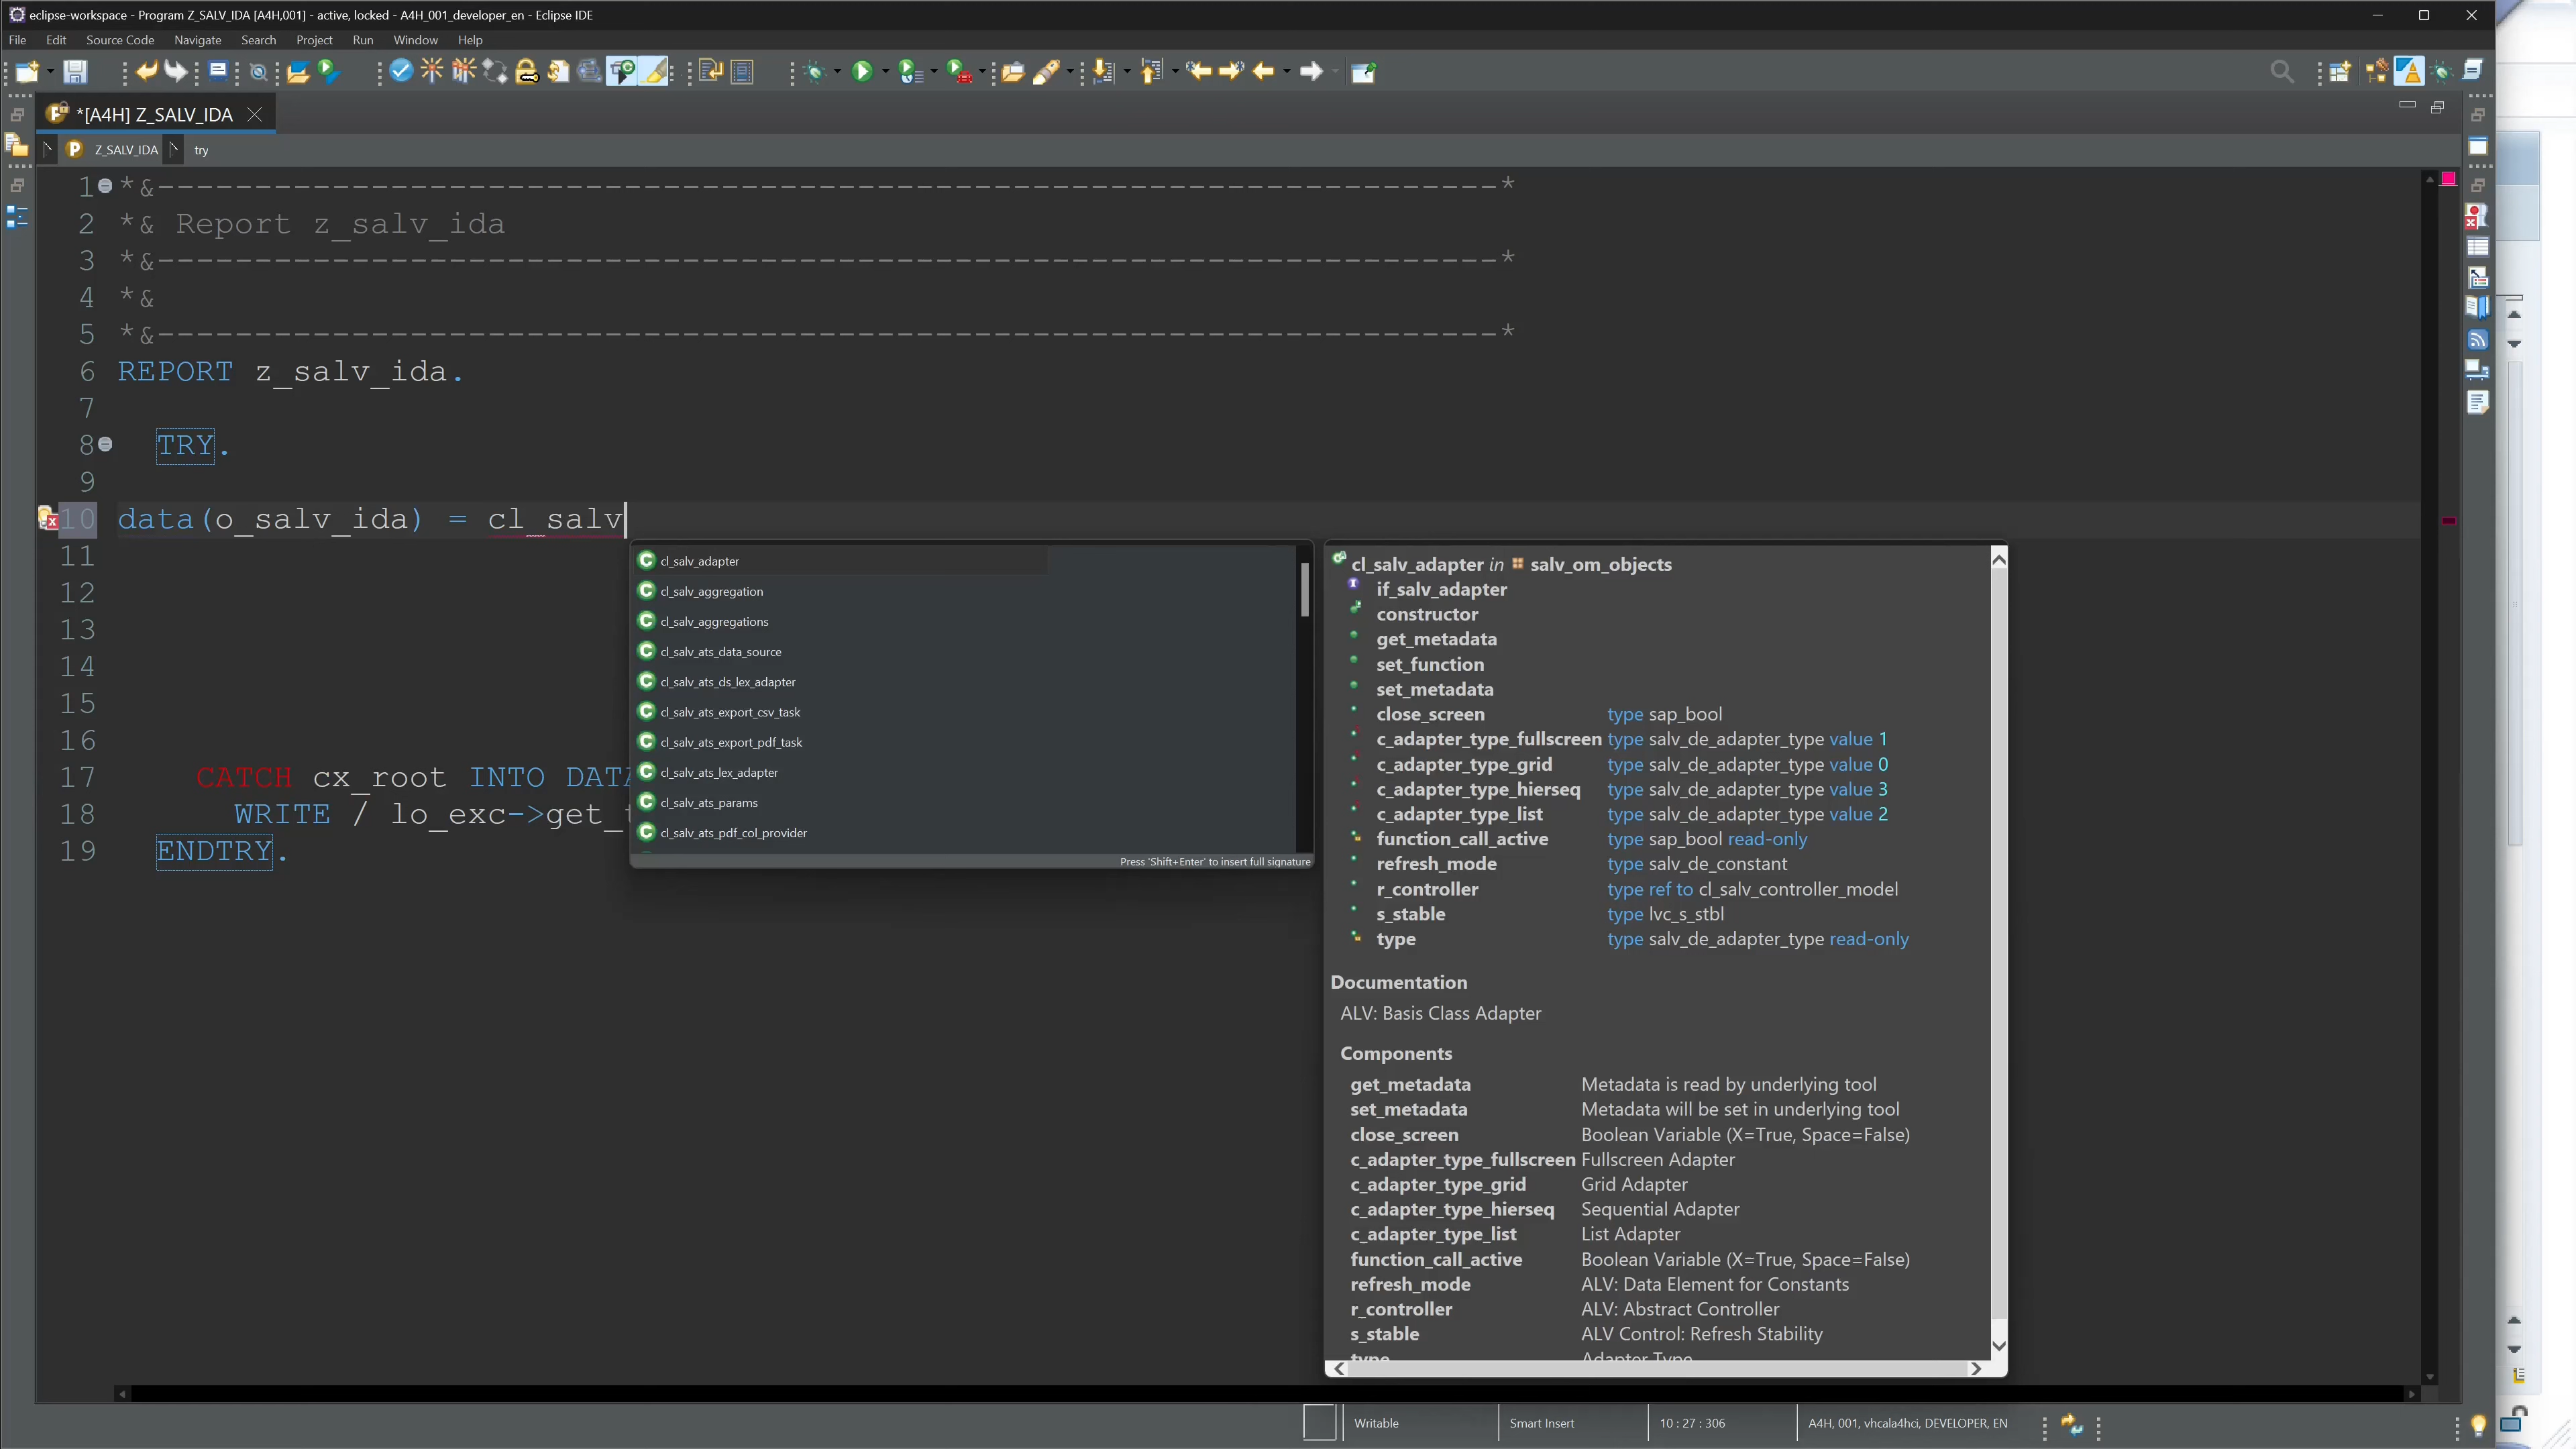 eclipse-workspace - Program Z_SALV_IDA [A4H,001] - active, locked - A4H_001_developer_en - Eclipse IDE
File Edit Source Code Navigate Search Project Run Window Help
*[A4H] Z_SALV_IDA
Z_SALV_IDA try
1 *&---------------------------------------------------------------------*
2 *& Report z_salv_ida
3 *&---------------------------------------------------------------------*
4 *&
5 *&---------------------------------------------------------------------*
6 REPORT z_salv_ida.
7
8 TRY.
9
10 data(o_salv_ida) = cl_salv
11
12
13
14
15
16
17 CATCH cx_root INTO DATA
18 WRITE / lo_exc->get_
19 ENDTRY.
cl_salv_adapter
cl_salv_aggregation
cl_salv_aggregations
cl_salv_ats_data_source
cl_salv_ats_ds_lex_adapter
cl_salv_ats_export_csv_task
cl_salv_ats_export_pdf_task
cl_salv_ats_lex_adapter
cl_salv_ats_params
cl_salv_ats_pdf_col_provider
Press 'Shift+Enter' to insert full signature
cl_salv_adapter in salv_om_objects
if_salv_adapter
constructor
get_metadata
set_function
set_metadata
close_screen type sap_bool
c_adapter_type_fullscreen type salv_de_adapter_type value 1
c_adapter_type_grid type salv_de_adapter_type value 0
c_adapter_type_hierseq type salv_de_adapter_type value 3
c_adapter_type_list type salv_de_adapter_type value 2
function_call_active type sap_bool read-only
refresh_mode type salv_de_constant
r_controller type ref to cl_salv_controller_model
s_stable type lvc_s_stbl
type type salv_de_adapter_type read-only
Documentation
ALV: Basis Class Adapter
Components
get_metadata Metadata is read by underlying tool
set_metadata Metadata will be set in underlying tool
close_screen Boolean Variable (X=True, Space=False)
c_adapter_type_fullscreen Fullscreen Adapter
c_adapter_type_grid Grid Adapter
c_adapter_type_hierseq Sequential Adapter
c_adapter_type_list List Adapter
function_call_active Boolean Variable (X=True, Space=False)
refresh_mode ALV: Data Element for Constants
r_controller ALV: Abstract Controller
s_stable ALV Control: Refresh Stability
type Adapter Type
Writable Smart Insert 10 : 27 : 306 A4H, 001, vhcala4hci, DEVELOPER, EN